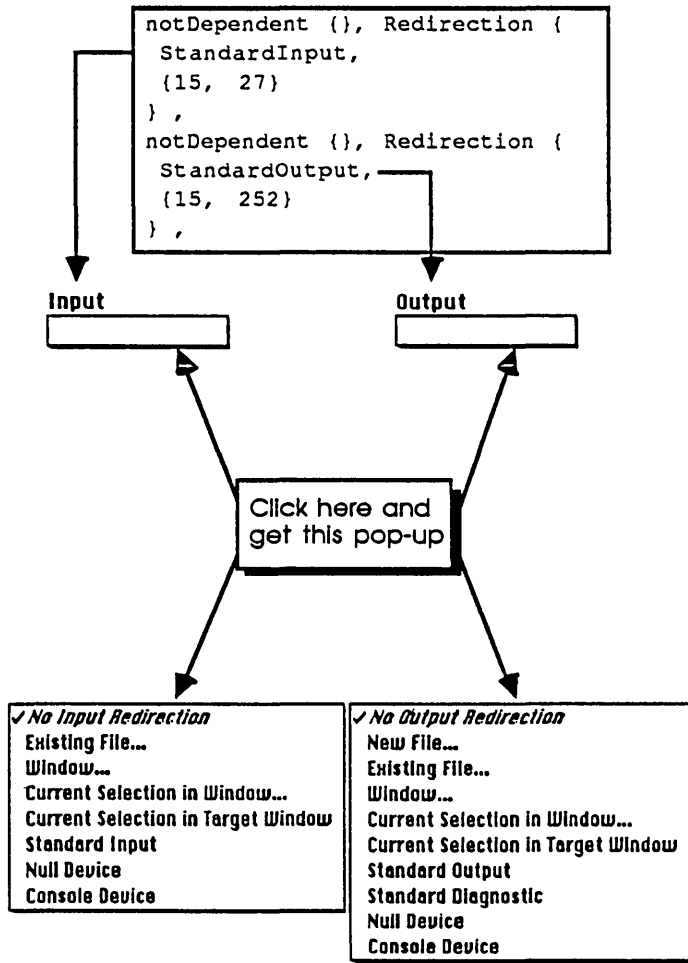 notDependent {}, Redirection {
StandardInput,
{15, 27}
} ,
notDependent {}, Redirection {
StandardOutput,
{15, 252}
} ,
Input
Output
Click here and
get this pop-up
✓ No Input Redirection
Existing File...
Window...
Current Selection in Window...
Current Selection in Target Window
Standard Input
Null Device
Console Device
✓ No Output Redirection
New File...
Existing File...
Window...
Current Selection in Window...
Current Selection in Target Window
Standard Output
Standard Diagnostic
Null Device
Console Device